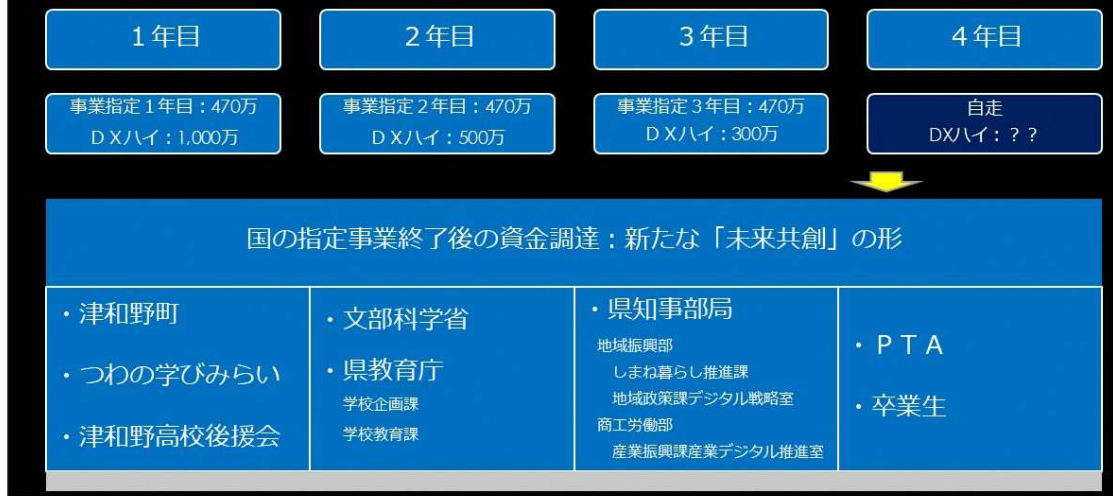 1年目
2年目
3年目
4年目
事業指定1年目：470万
DXハイ：1,000万
事業指定2年目：470万
DXハイ：500万
事業指定3年目：470万
DXハイ：300万
自走
DXハイ：？？
国の指定事業終了後の資金調達：新たな「未来共創」の形
・津和野町
・つわの学びみらい
・津和野高校後援会
・文部科学省
・県教育庁
学校企画課
学校教育課
・県知事部局
地域振興部
しまね暮らし推進課
地域政策課デジタル戦略室
商工労働部
産業振興課産業デジタル推進室
・ＰＴＡ
・卒業生